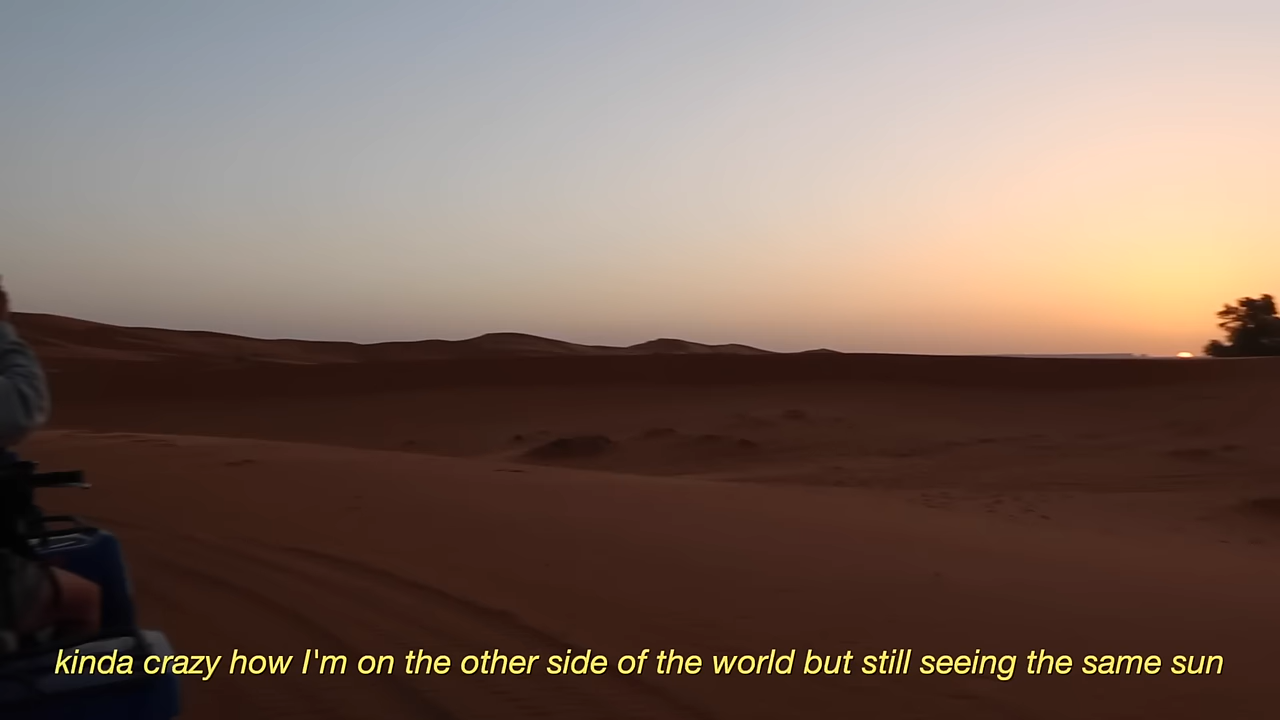 kinda crazy how I'm on the other side of the world but still seeing the same sun